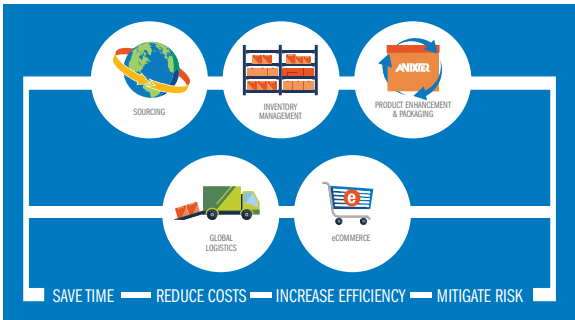 ANIXTER
SOURCING
INVENTORY
MANAGEMENT
PRODUCT ENHANCEMENT
& PACKAGING
e
GLOBAL
LOGISTICS
eCOMMERCE
SAVE TIME
REDUCE COSTS
INCREASE EFFICIENCY
MITIGATE RISK